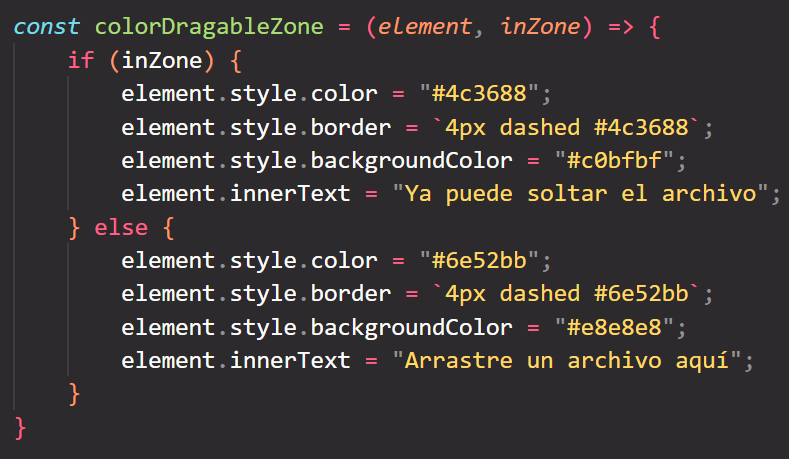 const colorDragableZone = (element, inZone) => {
    if (inZone) {
        element.style.color = "#4c3688";
        element.style.border = `4px dashed #4c3688`;
        element.style.backgroundColor = "#c0bfbf";
        element.innerText = "Ya puede soltar el archivo";
    } else {
        element.style.color = "#6e52bb";
        element.style.border = `4px dashed #6e52bb`;
        element.style.backgroundColor = "#e8e8e8";
        element.innerText = "Arrastre un archivo aquí";
    }
}